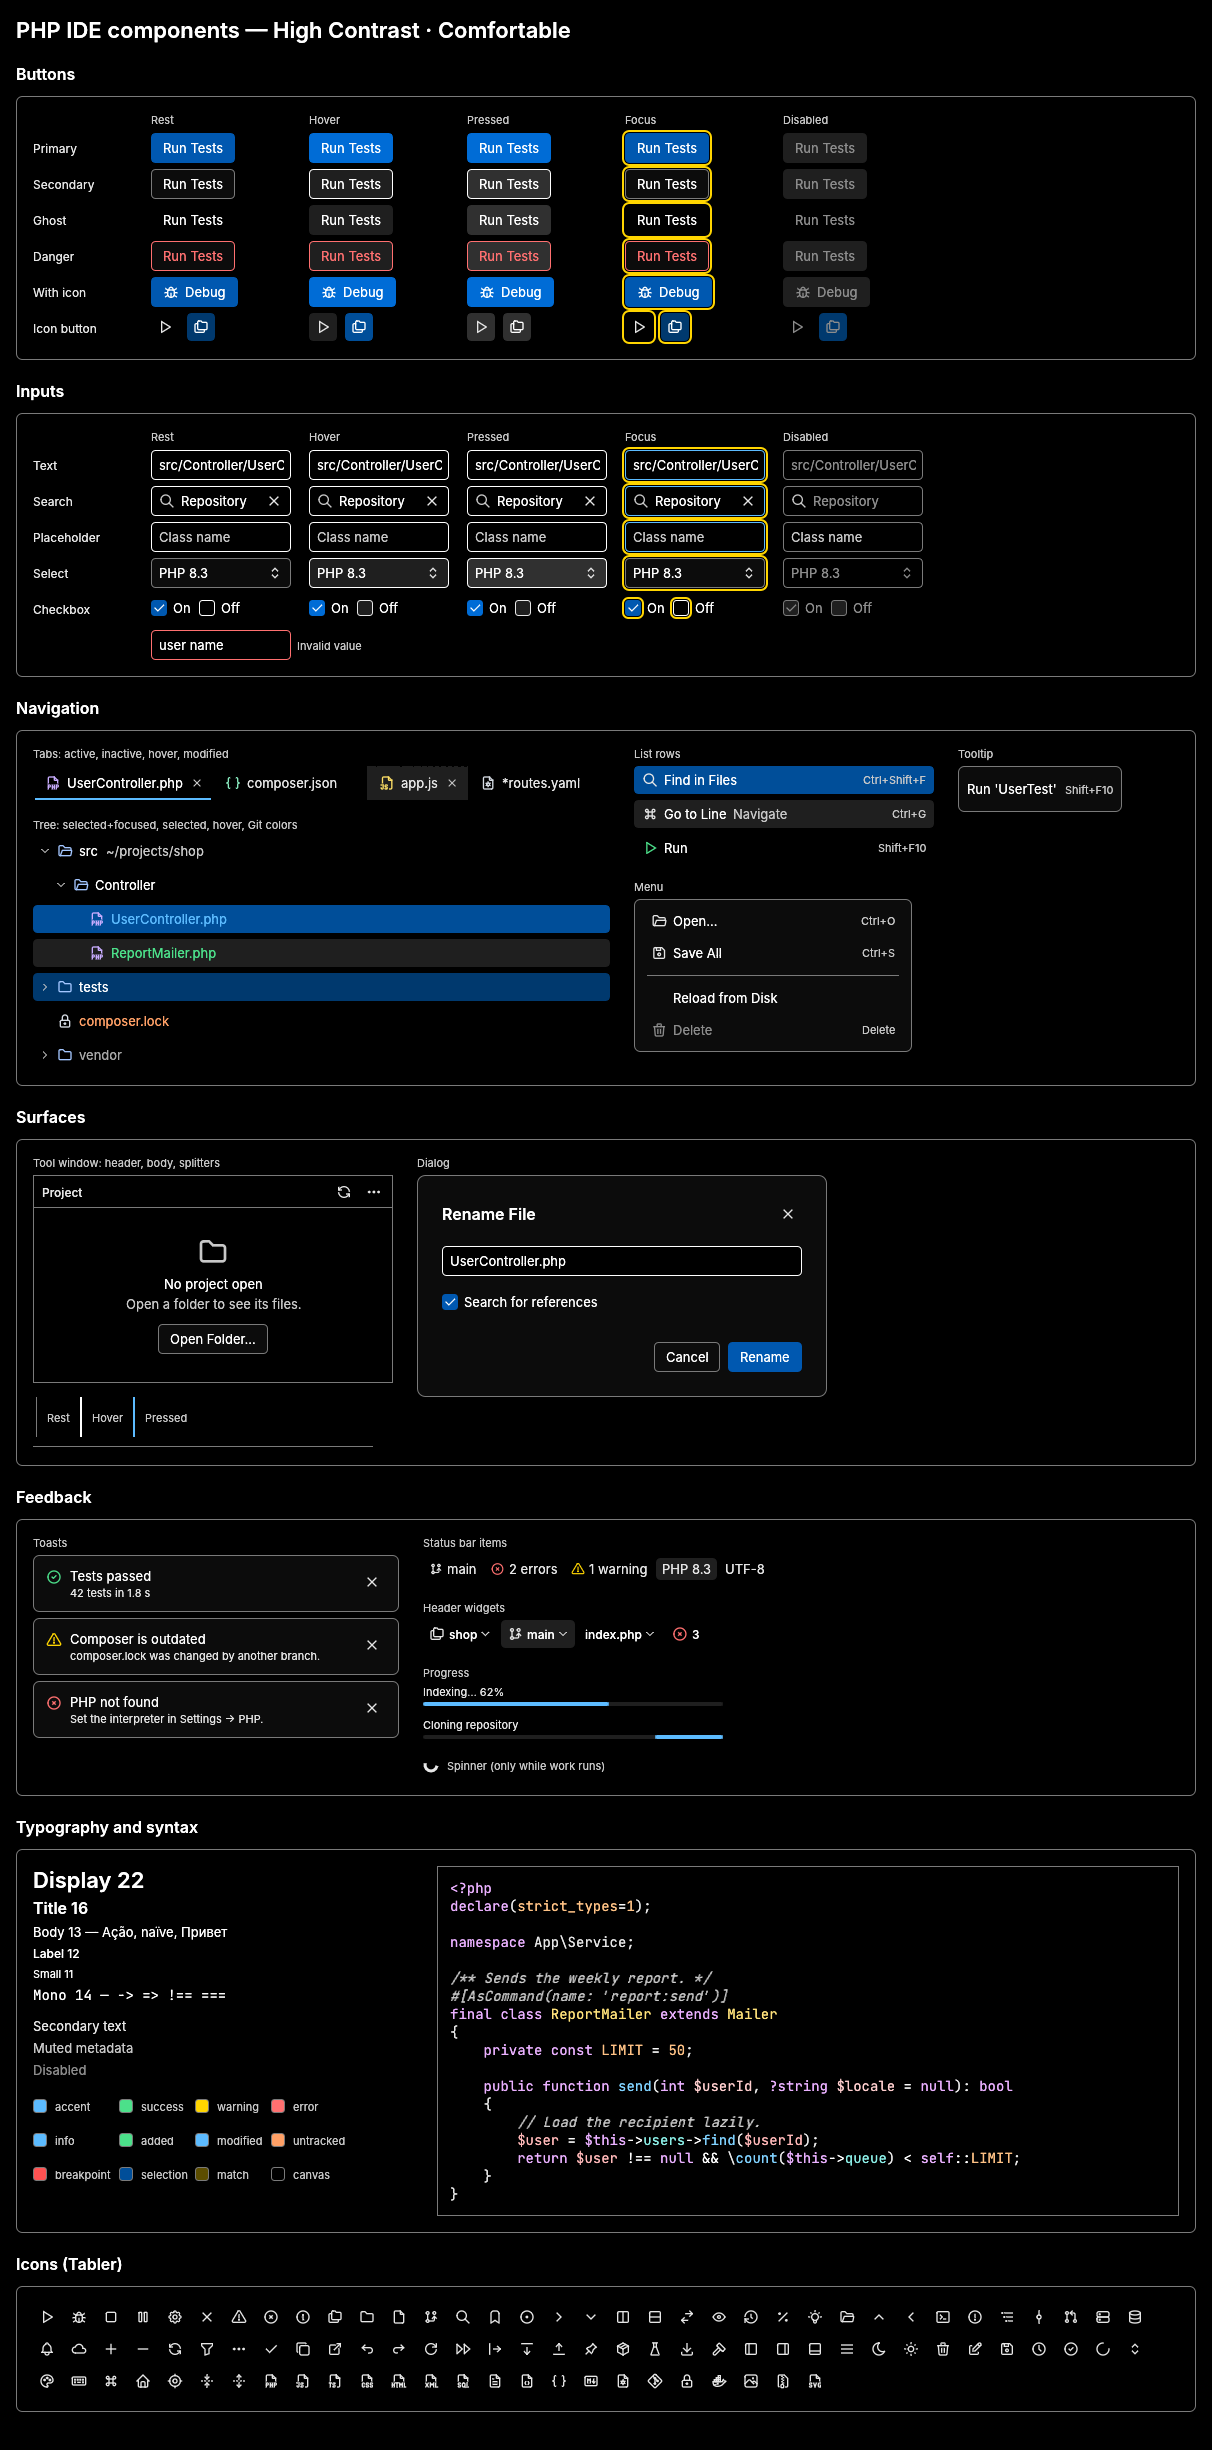 PHP IDE components — High Contrast · Comfortable
Buttons
Rest Hover Pressed Focus Disabled
Primary Run Tests Run Tests Run Tests Run Tests Run Tests
Secondary Run Tests Run Tests Run Tests Run Tests Run Tests
Ghost Run Tests Run Tests Run Tests Run Tests Run Tests
Danger Run Tests Run Tests Run Tests Run Tests Run Tests
With icon Debug Debug Debug Debug Debug
Icon button
Inputs
Rest Hover Pressed Focus Disabled
Text src/Controller/UserC src/Controller/UserC src/Controller/UserC src/Controller/UserC src/Controller/UserC
Search Repository Repository Repository Repository Repository
Placeholder Class name Class name Class name Class name Class name
Select PHP 8.3 PHP 8.3 PHP 8.3 PHP 8.3 PHP 8.3
Checkbox On Off On Off On Off On Off On Off
user name Invalid value
Navigation
Tabs: active, inactive, hover, modified
UserController.php composer.json app.js *routes.yaml
Tree: selected+focused, selected, hover, Git colors
src ~/projects/shop
Controller
UserController.php
ReportMailer.php
tests
composer.lock
vendor
List rows
Find in Files Ctrl+Shift+F
Go to Line Navigate Ctrl+G
Run Shift+F10
Menu
Open... Ctrl+O
Save All Ctrl+S
Reload from Disk
Delete Delete
Tooltip
Run 'UserTest' Shift+F10
Surfaces
Tool window: header, body, splitters
Project
No project open
Open a folder to see its files.
Open Folder...
Rest Hover Pressed
Dialog
Rename File
UserController.php
Search for references
Cancel Rename
Feedback
Toasts
Tests passed
42 tests in 1.8 s
Composer is outdated
composer.lock was changed by another branch.
PHP not found
Set the interpreter in Settings → PHP.
Status bar items
main 2 errors 1 warning PHP 8.3 UTF-8
Header widgets
shop main index.php 3
Progress
Indexing... 62%
Cloning repository
Spinner (only while work runs)
Typography and syntax
Display 22
Title 16
Body 13 — Ação, naïve, Привет
Label 12
Small 11
Mono 14 — -> => !== ===
Secondary text
Muted metadata
Disabled
accent success warning error
info added modified untracked
breakpoint selection match canvas
<?php
declare(strict_types=1);
namespace App\Service;
/** Sends the weekly report. */
#[AsCommand(name: 'report:send')]
final class ReportMailer extends Mailer
{
private const LIMIT = 50;
public function send(int $userId, ?string $locale = null): bool
{
// Load the recipient lazily.
$user = $this->users->find($userId);
return $user !== null && \count($this->queue) < self::LIMIT;
}
}
Icons (Tabler)
PHP JS TS CSS HTML XML SQL SVG